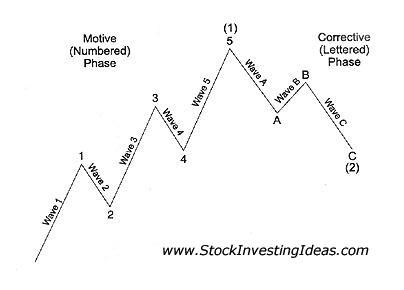 Motive
(Numbered)
Phase
(1)
5
Corrective
(Lettered)
Phase
Wave 1
1
Wave 2
2
Wave 3
3
Wave 4
4
Wave 5
Wave A
A
Wave B
B
Wave C
C
(2)
www.StockInvestingIdeas.com